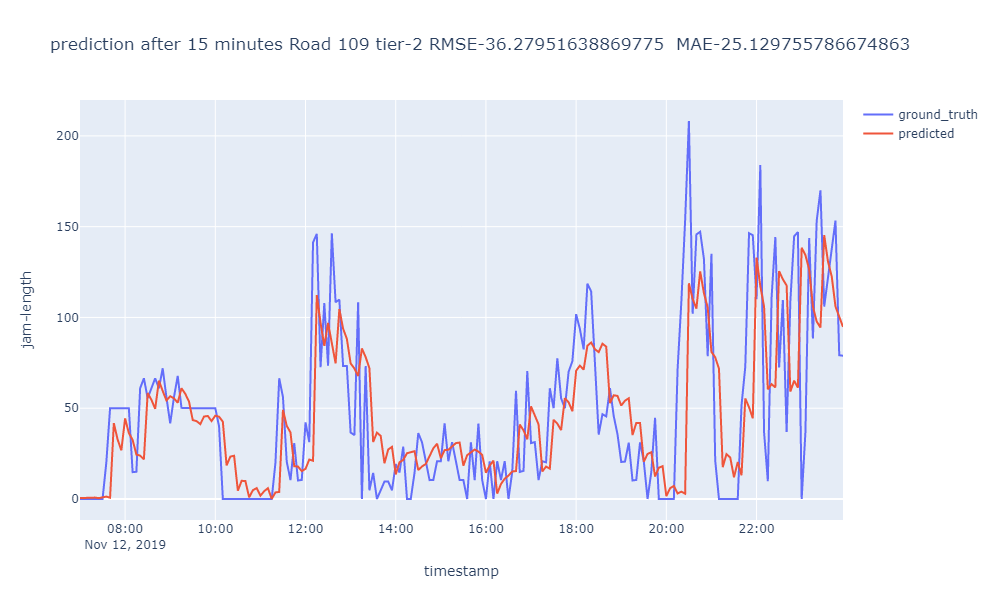 prediction after 15 minutes Road 109 tier-2 RMSE-36.27951638869775  MAE-25.129755786674863
ground_truth
predicted
200
150
100
50
0
jam-length
08:00 10:00 12:00 14:00 16:00 18:00 20:00 22:00
Nov 12, 2019
timestamp